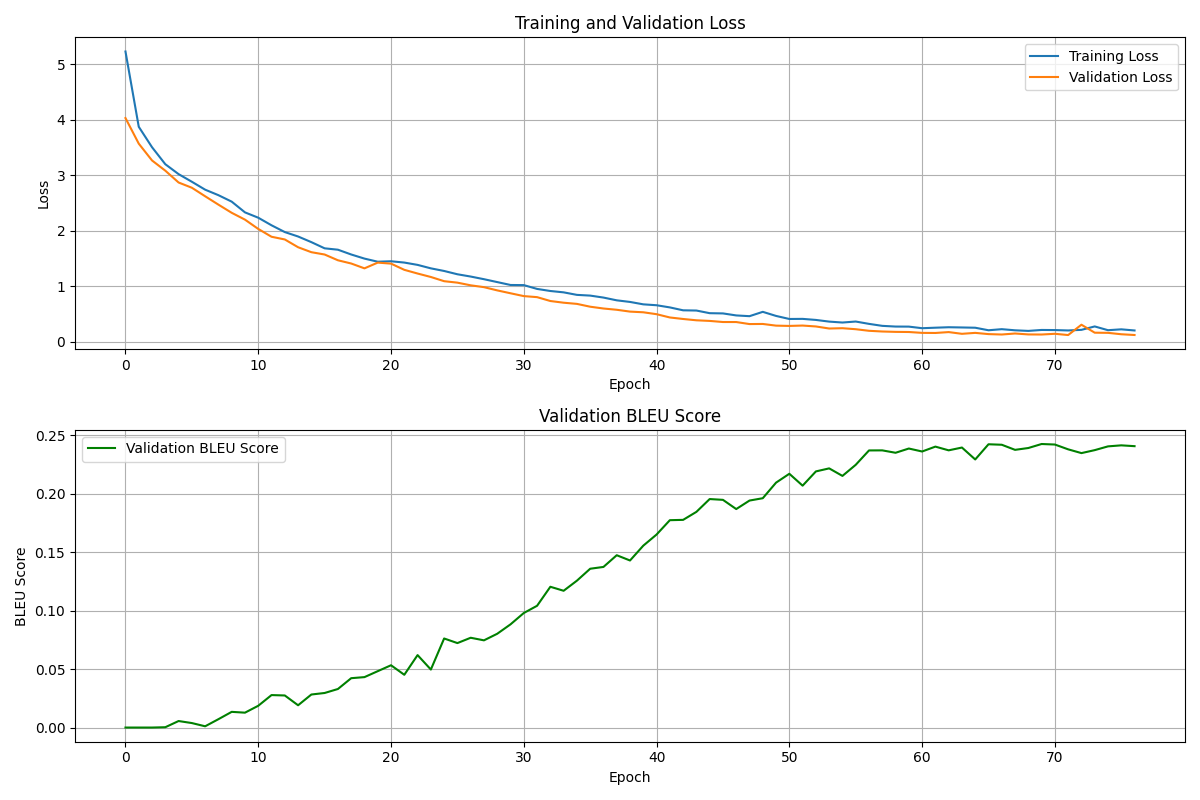 Training and Validation Loss
Training Loss
Validation Loss
5
4
3
2
1
0
Loss
0 10 20 30 40 50 60 70
Epoch
Validation BLEU Score
Validation BLEU Score
0.25
0.20
0.15
0.10
0.05
0.00
BLEU Score
0 10 20 30 40 50 60 70
Epoch